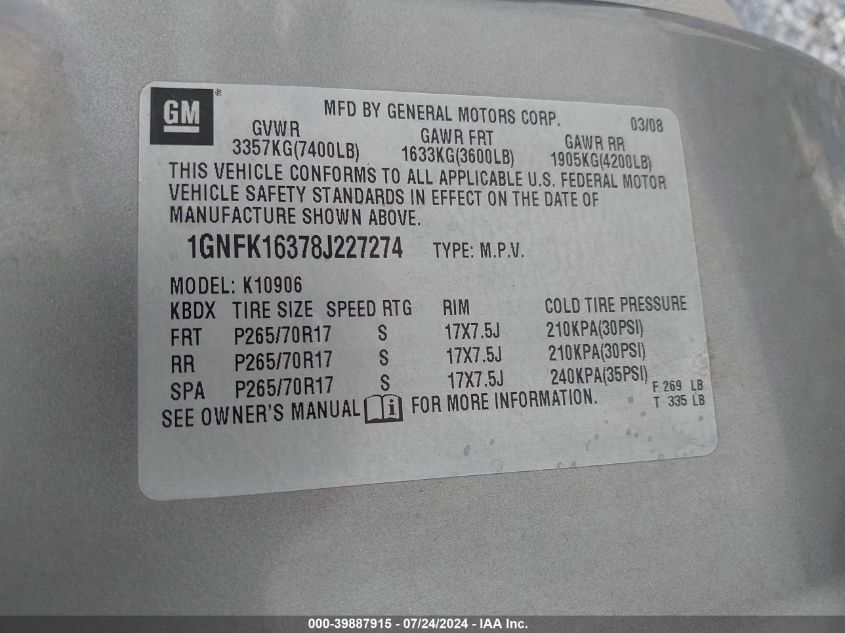 GM ®
MFD BY GENERAL MOTORS CORP. 03/08
GVWR GAWR FRT GAWR RR
3357KG(7400LB) 1633KG(3600LB) 1905KG(4200LB)
THIS VEHICLE CONFORMS TO ALL APPLICABLE U.S. FEDERAL MOTOR
VEHICLE SAFETY STANDARDS IN EFFECT ON THE DATE OF
MANUFACTURE SHOWN ABOVE.
1GNFK16378J227274 TYPE: M.P.V.
MODEL: K10906
KBDX TIRE SIZE SPEED RTG RIM COLD TIRE PRESSURE
FRT P265/70R17 S 17X7.5J 210KPA(30PSI)
RR P265/70R17 S 17X7.5J 210KPA(30PSI)
SPA P265/70R17 S 17X7.5J 240KPA(35PSI)
F 269 LB
SEE OWNER'S MANUAL i FOR MORE INFORMATION. T 335 LB
000-39887915 - 07/24/2024 - IAA Inc.